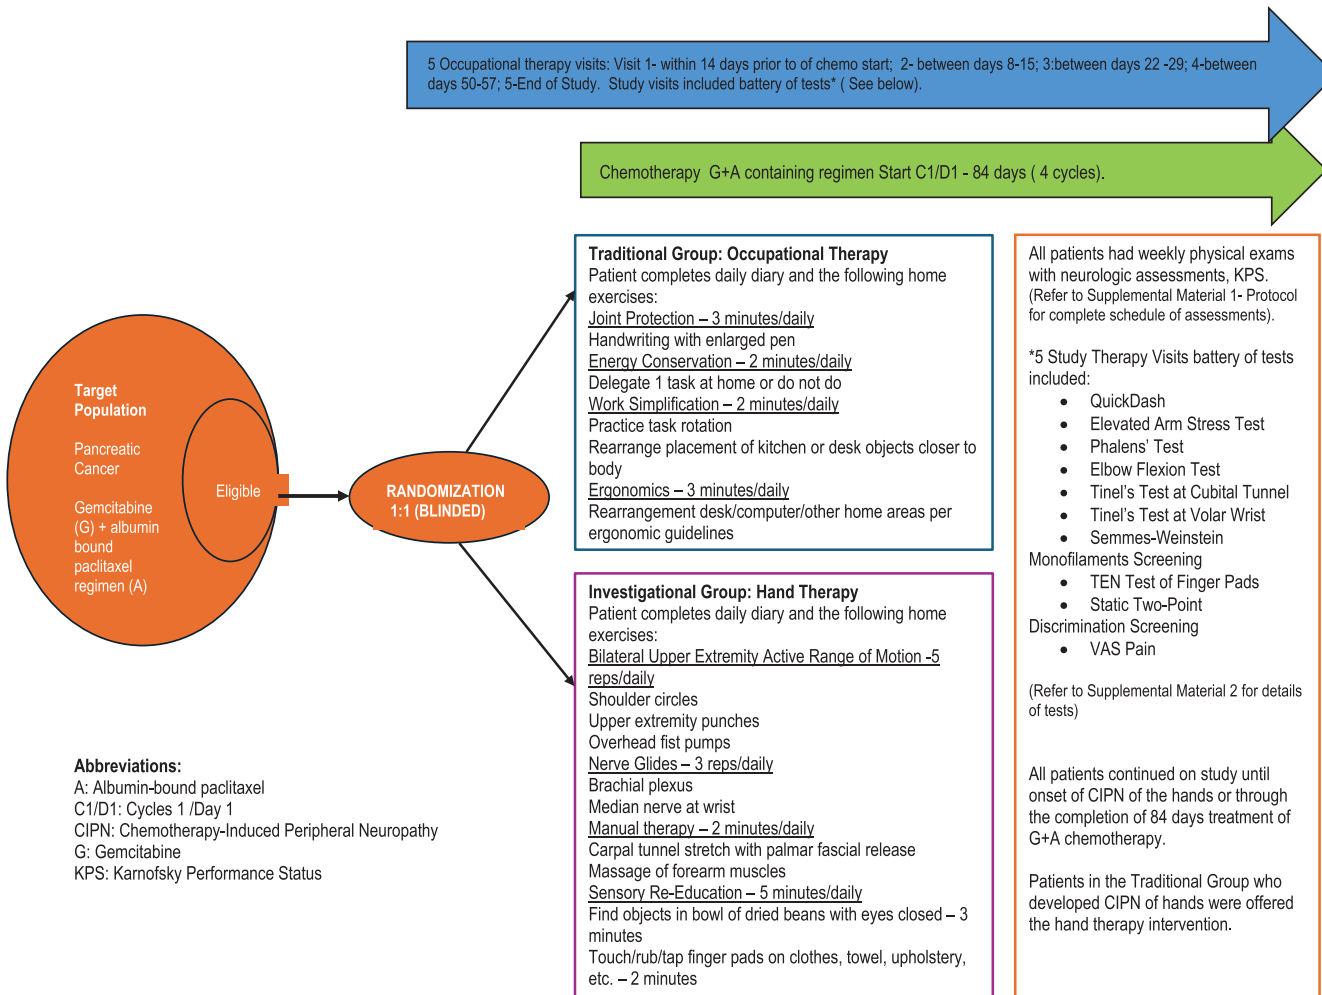 5 Occupational therapy visits: Visit 1- within 14 days prior to of chemo start;  2- between days 8-15; 3:between days 22 -29; 4-between
days 50-57; 5-End of Study.  Study visits included battery of tests* ( See below).
Chemotherapy  G+A containing regimen Start C1/D1 - 84 days ( 4 cycles).
Target
Population
Pancreatic
Cancer
Gemcitabine
(G) + albumin
bound
paclitaxel
regimen (A)
Eligible
RANDOMIZATION
1:1 (BLINDED)
Traditional Group: Occupational Therapy
Patient completes daily diary and the following home
exercises:
Joint Protection – 3 minutes/daily
Handwriting with enlarged pen
Energy Conservation – 2 minutes/daily
Delegate 1 task at home or do not do
Work Simplification – 2 minutes/daily
Practice task rotation
Rearrange placement of kitchen or desk objects closer to
body
Ergonomics – 3 minutes/daily
Rearrangement desk/computer/other home areas per
ergonomic guidelines
Investigational Group: Hand Therapy
Patient completes daily diary and the following home
exercises:
Bilateral Upper Extremity Active Range of Motion -5
reps/daily
Shoulder circles
Upper extremity punches
Overhead fist pumps
Nerve Glides – 3 reps/daily
Brachial plexus
Median nerve at wrist
Manual therapy – 2 minutes/daily
Carpal tunnel stretch with palmar fascial release
Massage of forearm muscles
Sensory Re-Education – 5 minutes/daily
Find objects in bowl of dried beans with eyes closed – 3
minutes
Touch/rub/tap finger pads on clothes, towel, upholstery,
etc. – 2 minutes
All patients had weekly physical exams
with neurologic assessments, KPS.
(Refer to Supplemental Material 1- Protocol
for complete schedule of assessments).
*5 Study Therapy Visits battery of tests
included:
• QuickDash
• Elevated Arm Stress Test
• Phalens' Test
• Elbow Flexion Test
• Tinel's Test at Cubital Tunnel
• Tinel's Test at Volar Wrist
• Semmes-Weinstein
Monofilaments Screening
• TEN Test of Finger Pads
• Static Two-Point
Discrimination Screening
• VAS Pain
(Refer to Supplemental Material 2 for details
of tests)
All patients continued on study until
onset of CIPN of the hands or through
the completion of 84 days treatment of
G+A chemotherapy.
Patients in the Traditional Group who
developed CIPN of hands were offered
the hand therapy intervention.
Abbreviations:
A: Albumin-bound paclitaxel
C1/D1: Cycles 1 /Day 1
CIPN: Chemotherapy-Induced Peripheral Neuropathy
G: Gemcitabine
KPS: Karnofsky Performance Status